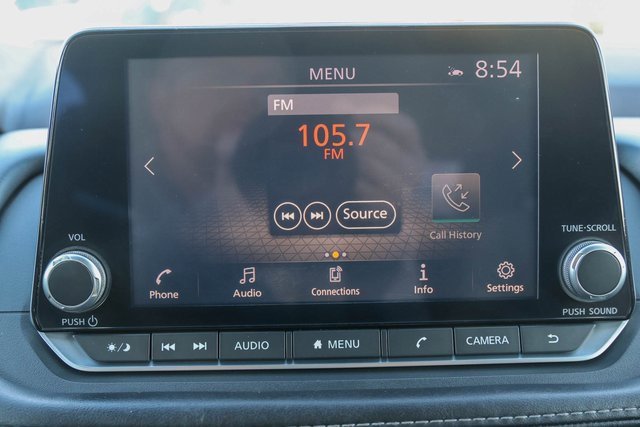 MENU
8:54
FM
105.7
FM
Source
Call History
Phone
Audio
Connections
Info
Settings
VOL
PUSH
TUNE·SCROLL
PUSH SOUND
AUDIO
MENU
CAMERA